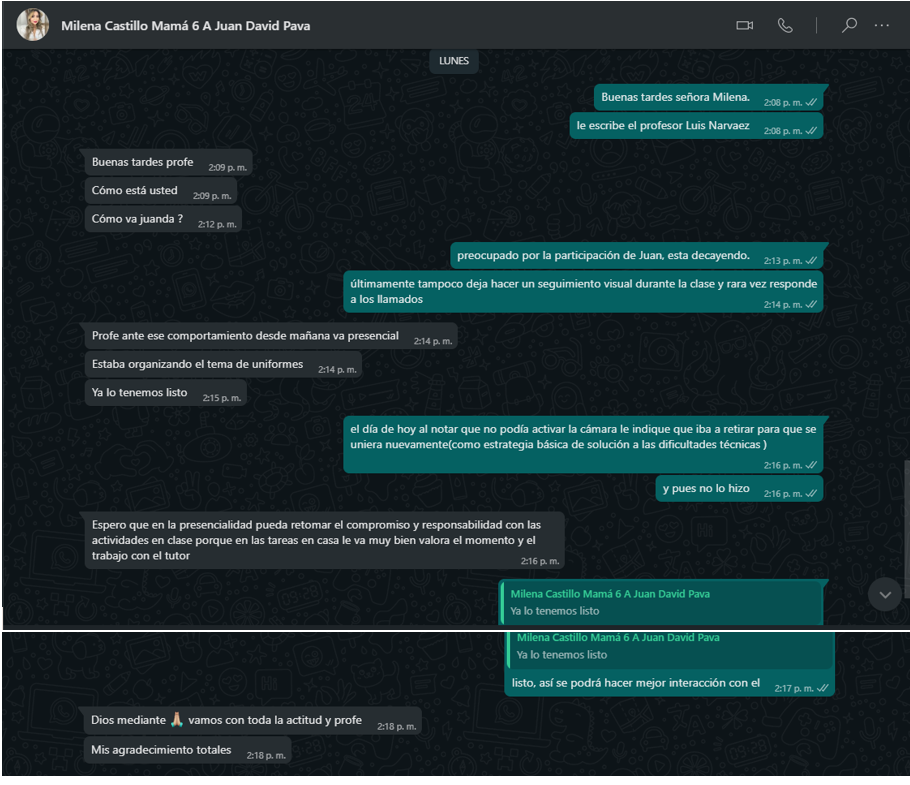 Milena Castillo Mamá 6 A Juan David Pava
LUNES
Buenas tardes señora Milena. 2:08 p. m.
le escribe el profesor Luis Narvaez 2:08 p. m.
Buenas tardes profe 2:09 p. m.
Cómo está usted 2:09 p. m.
Cómo va juanda ? 2:12 p. m.
preocupado por la participación de Juan, esta decayendo. 2:13 p. m.
últimamente tampoco deja hacer un seguimiento visual durante la clase y rara vez responde
a los llamados 2:14 p. m.
Profe ante ese comportamiento desde mañana va presencial 2:14 p. m.
Estaba organizando el tema de uniformes 2:14 p. m.
Ya lo tenemos listo 2:15 p. m.
el día de hoy al notar que no podía activar la cámara le indique que iba a retirar para que se
uniera nuevamente(como estrategia básica de solución a las dificultades técnicas )
2:16 p. m.
y pues no lo hizo 2:16 p. m.
Espero que en la presencialidad pueda retomar el compromiso y responsabilidad con las
actividades en clase porque en las tareas en casa le va muy bien valora el momento y el
trabajo con el tutor
2:16 p. m.
Milena Castillo Mamá 6 A Juan David Pava
Ya lo tenemos listo
Milena Castillo Mamá 6 A Juan David Pava
Ya lo tenemos listo
listo, así se podrá hacer mejor interacción con el 2:17 p. m.
Dios mediante 🙏🏼 vamos con toda la actitud y profe 2:18 p. m.
Mis agradecimiento totales 2:18 p. m.